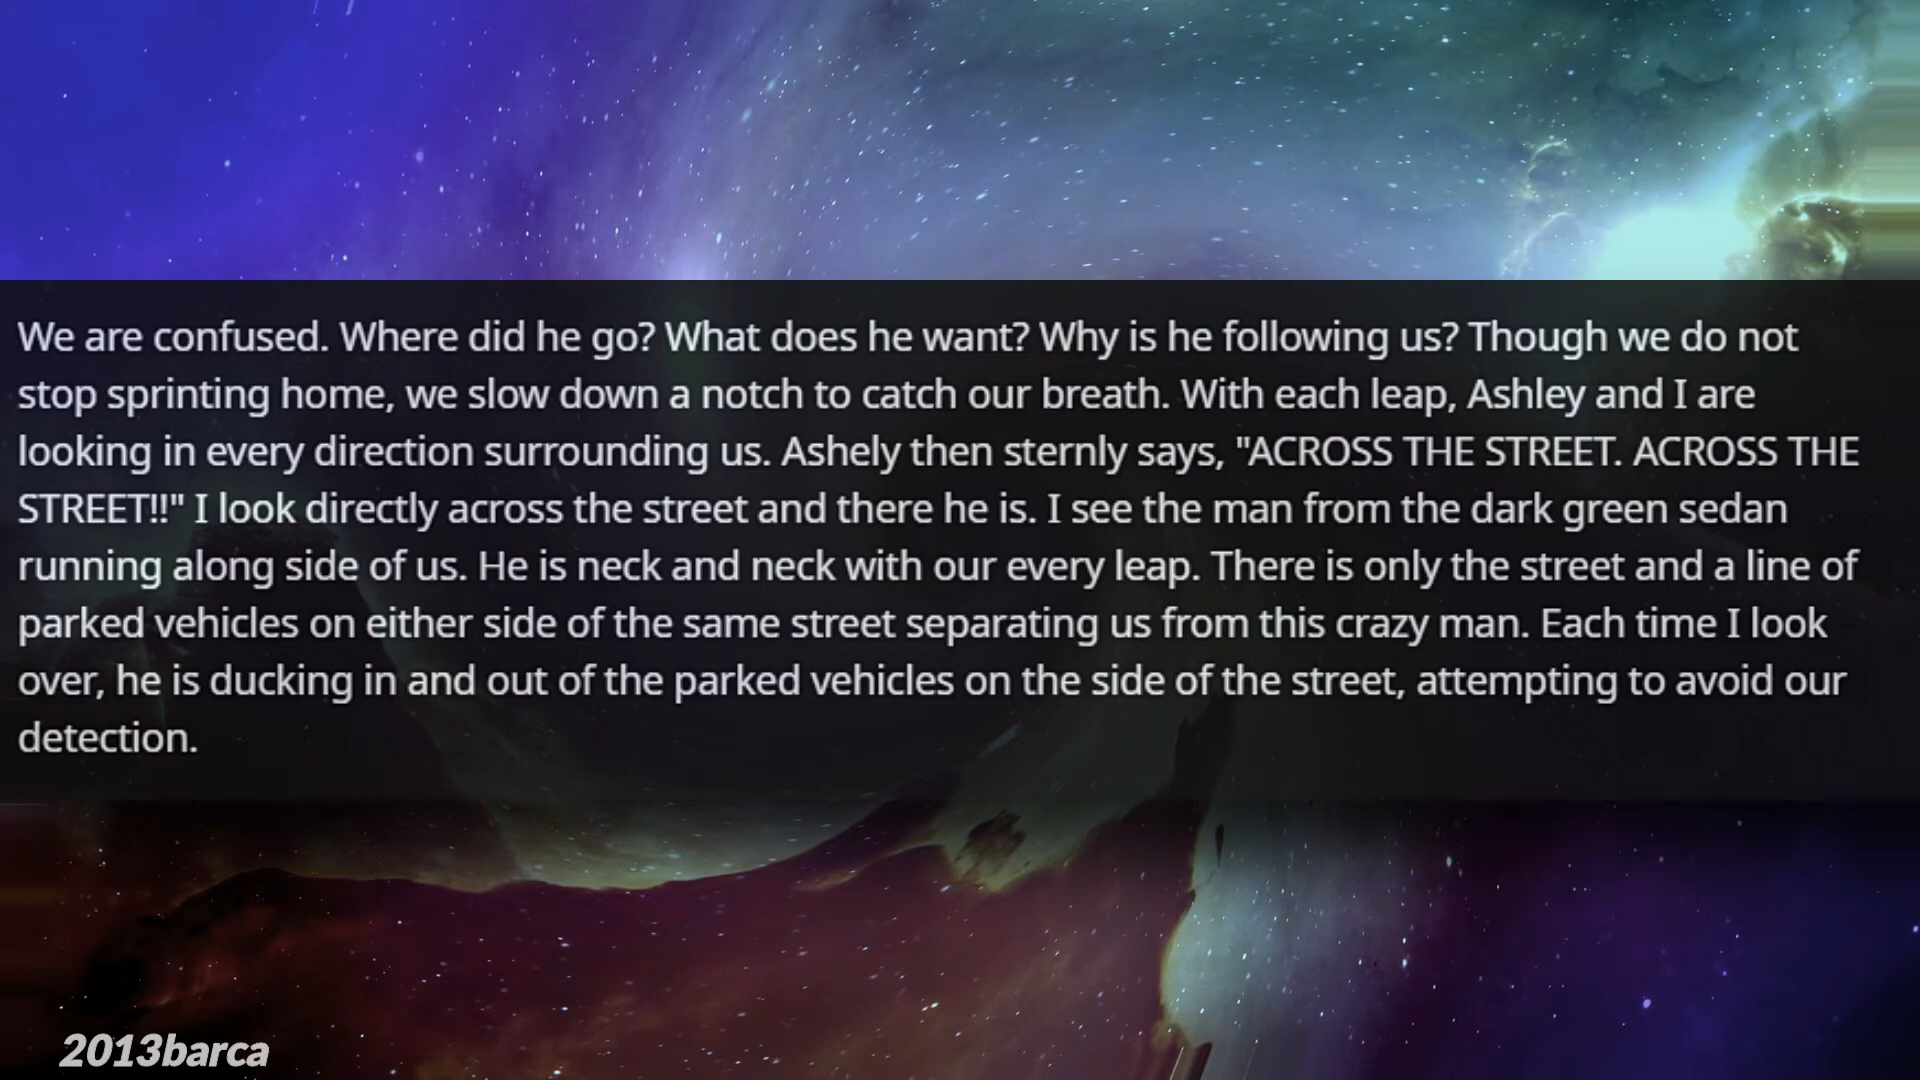 We are confused. Where did he go? What does he want? Why is he following us? Though we do not
stop sprinting home, we slow down a notch to catch our breath. With each leap, Ashley and I are
looking in every direction surrounding us. Ashely then sternly says, "ACROSS THE STREET. ACROSS THE
STREET!!" I look directly across the street and there he is. I see the man from the dark green sedan
running along side of us. He is neck and neck with our every leap. There is only the street and a line of
parked vehicles on either side of the same street separating us from this crazy man. Each time I look
over, he is ducking in and out of the parked vehicles on the side of the street, attempting to avoid our
detection.
2013barca